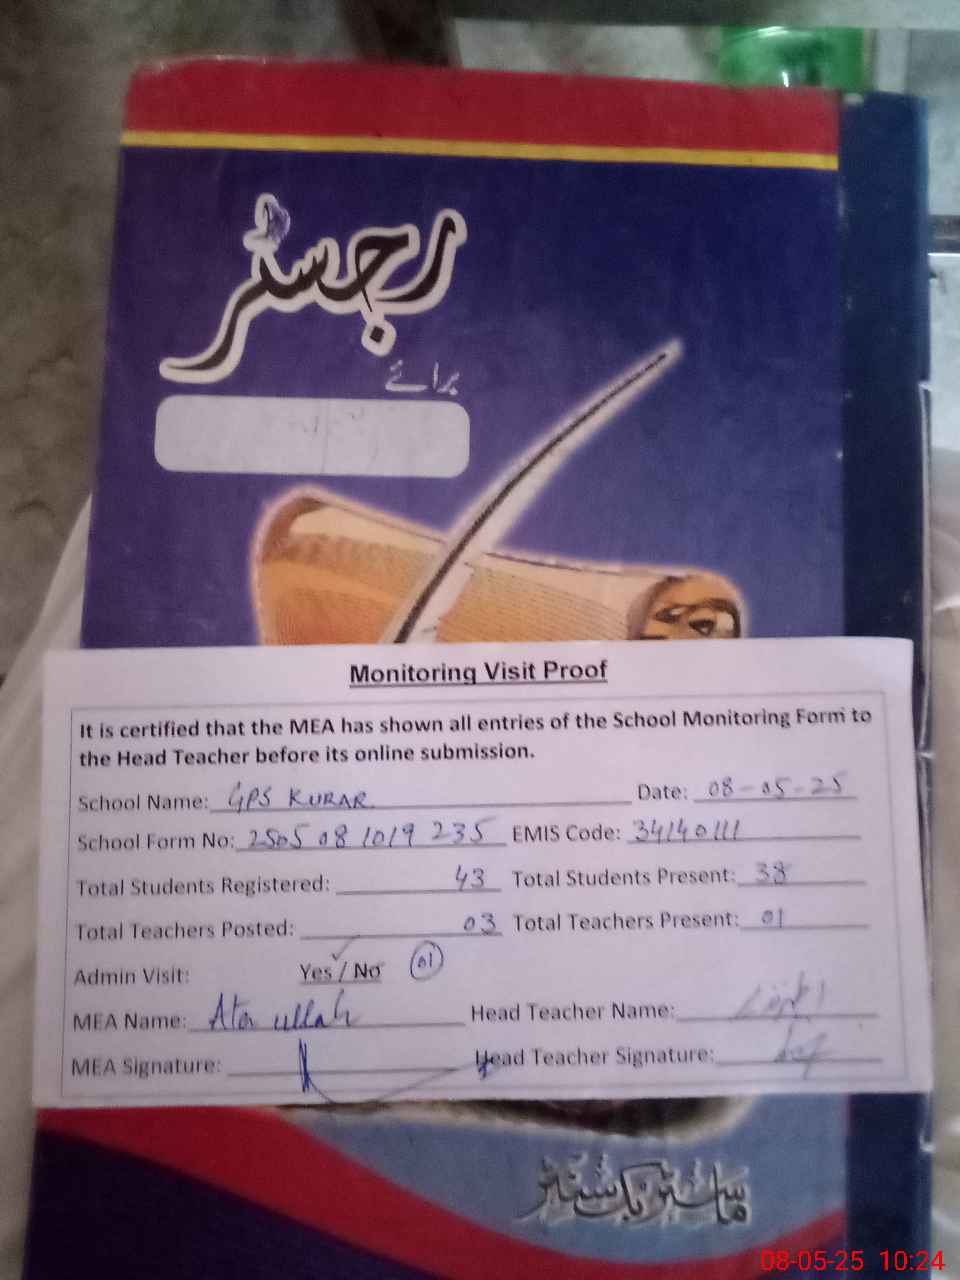 رجسٹر
برائے
Monitoring Visit Proof
It is certified that the MEA has shown all entries of the School Monitoring Form to
the Head Teacher before its online submission.
School Name: GPS KURAR Date: 08-05-25
School Form No: 2505 08 1019 235 EMIS Code: 34140111
Total Students Registered: 43 Total Students Present: 38
Total Teachers Posted: 03 Total Teachers Present: 01
Admin Visit: Yes / No 01
MEA Name: Ata ullah Head Teacher Name:
MEA Signature: Head Teacher Signature:
ماسٹر بک سنٹر
08-05-25 10:24